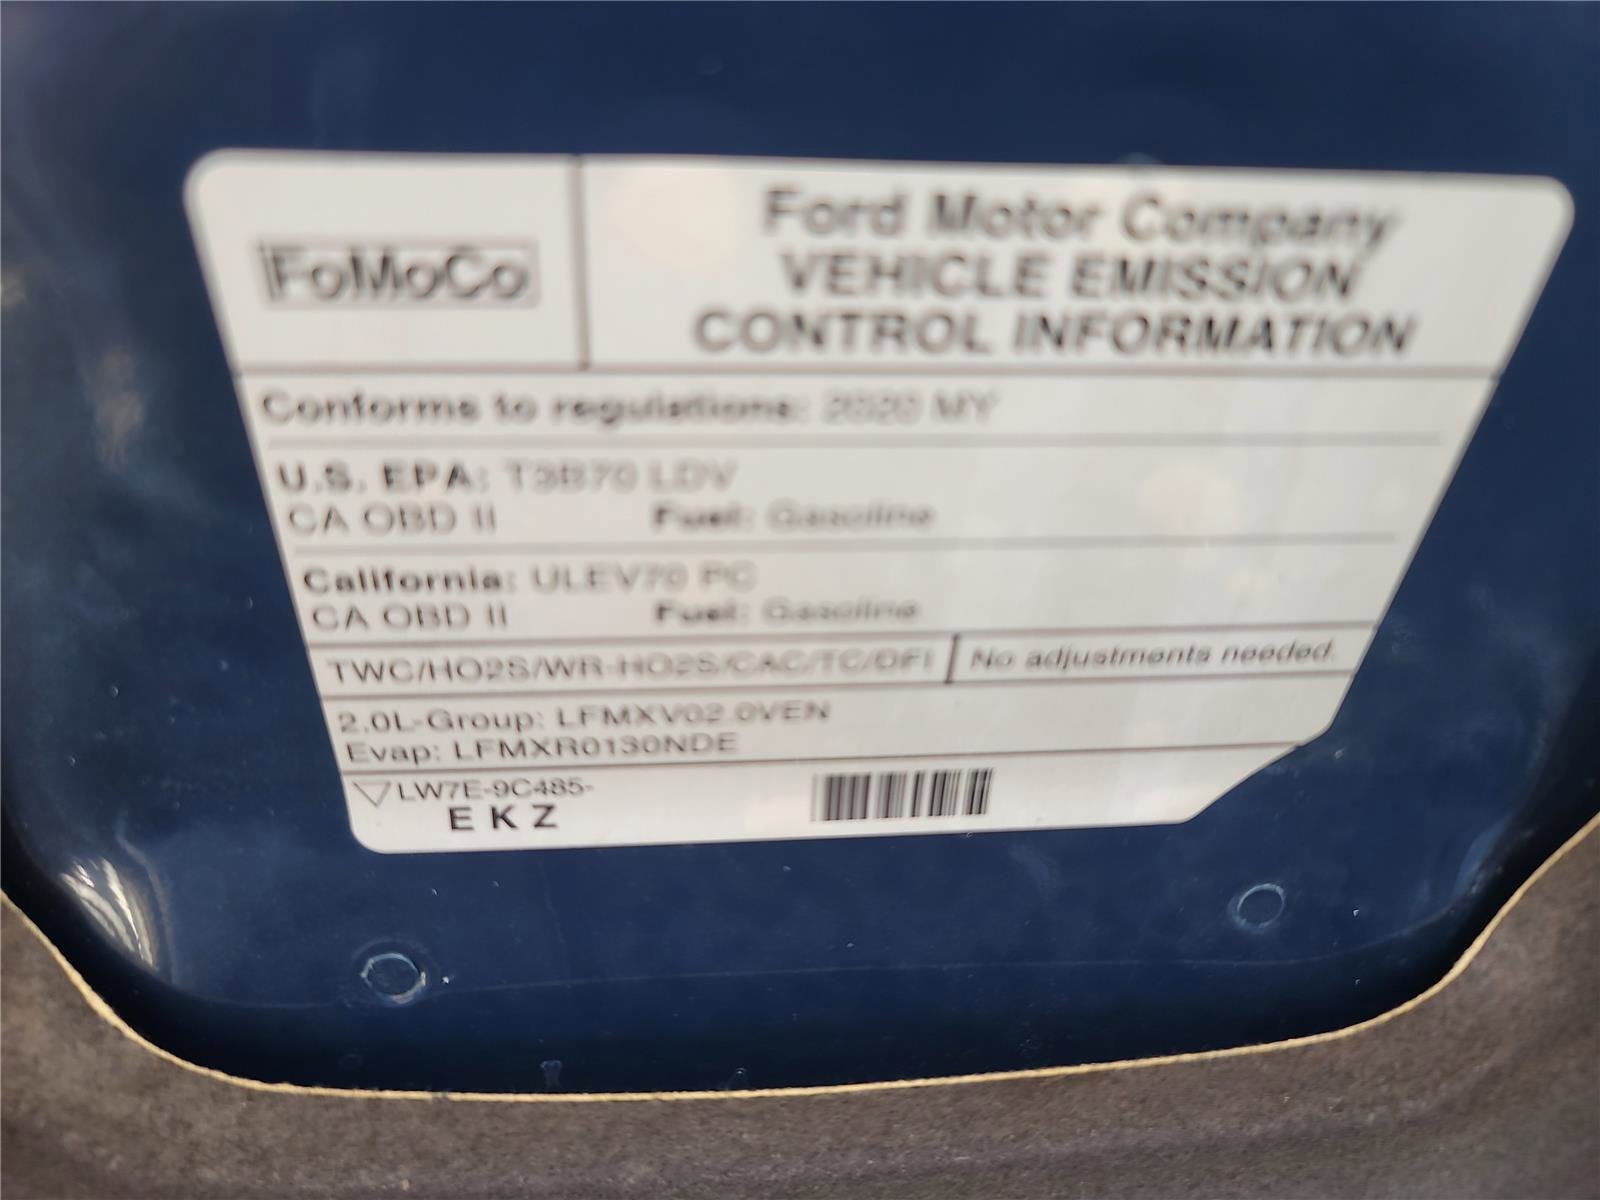 FoMoCo
Ford Motor Company
VEHICLE EMISSION
CONTROL INFORMATION
Conforms to regulations: 2020 MY
U.S. EPA: T3B70 LDV
CA OBD II Fuel: Gasoline
California: ULEV70 PC
CA OBD II Fuel: Gasoline
TWC/HO2S/WR-HO2S/CAC/TC/DFI No adjustments needed.
2.0L-Group: LFMXV02.0VEN
Evap: LFMXR0130NDE
LW7E-9C485-
EKZ